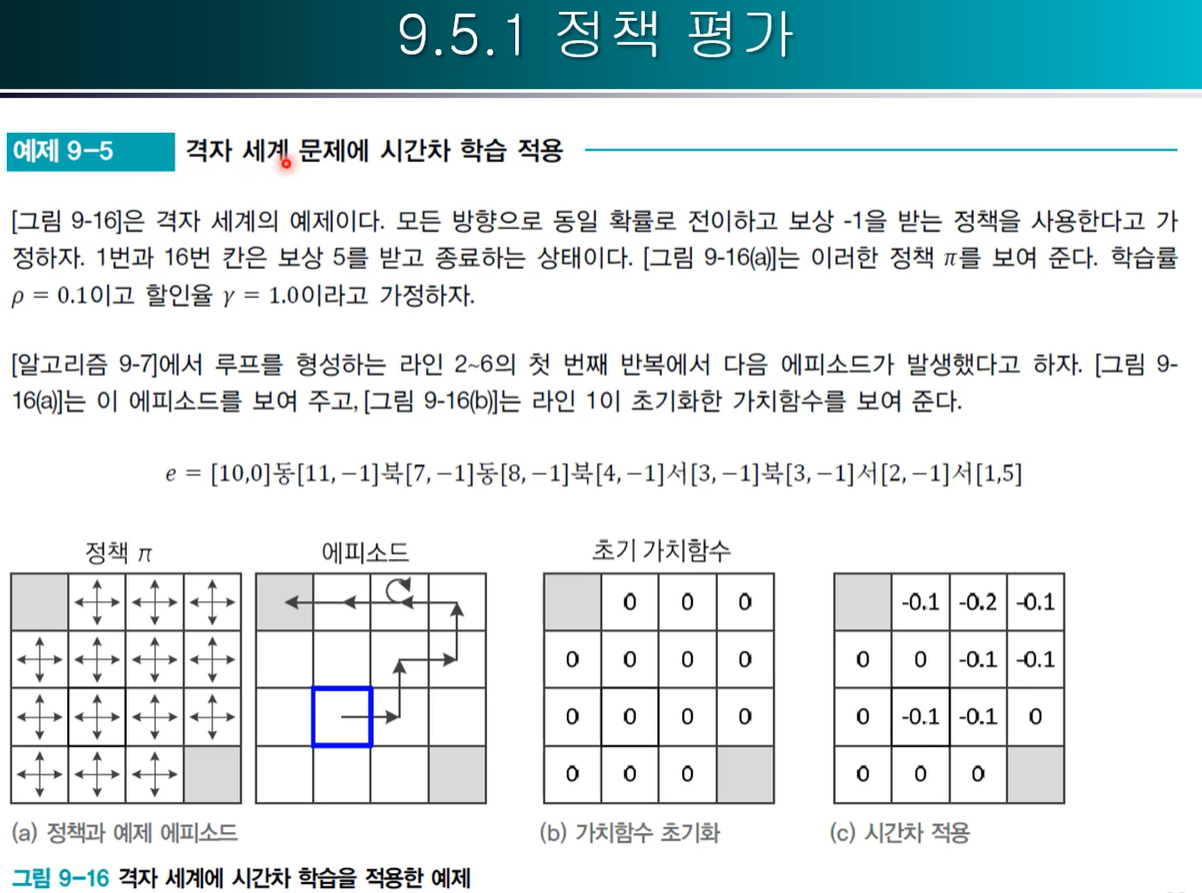 9.5.1 정책 평가
예제 9-5 격자 세계 문제에 시간차 학습 적용
[그림 9-16]은 격자 세계의 예제이다. 모든 방향으로 동일 확률로 전이하고 보상 -1을 받는 정책을 사용한다고 가
정하자. 1번과 16번 칸은 보상 5를 받고 종료하는 상태이다. [그림 9-16(a)]는 이러한 정책 π를 보여 준다. 학습률
ρ = 0.1이고 할인율 γ = 1.0이라고 가정하자.
[알고리즘 9-7]에서 루프를 형성하는 라인 2~6의 첫 번째 반복에서 다음 에피소드가 발생했다고 하자. [그림 9-
16(a)]는 이 에피소드를 보여 주고, [그림 9-16(b)]는 라인 1이 초기화한 가치함수를 보여 준다.
e = [10,0]동[11,−1]북[7,−1]동[8,−1]북[4,−1]서[3,−1]북[3,−1]서[2,−1]서[1,5]
정책 π 에피소드 초기 가치함수
0 0 0 -0.1 -0.2 -0.1
0 0 0 0 0 0 -0.1 -0.1
0 0 0 0 0 -0.1 -0.1 0
0 0 0 0 0 0
(a) 정책과 예제 에피소드 (b) 가치함수 초기화 (c) 시간차 적용
그림 9-16 격자 세계에 시간차 학습을 적용한 예제